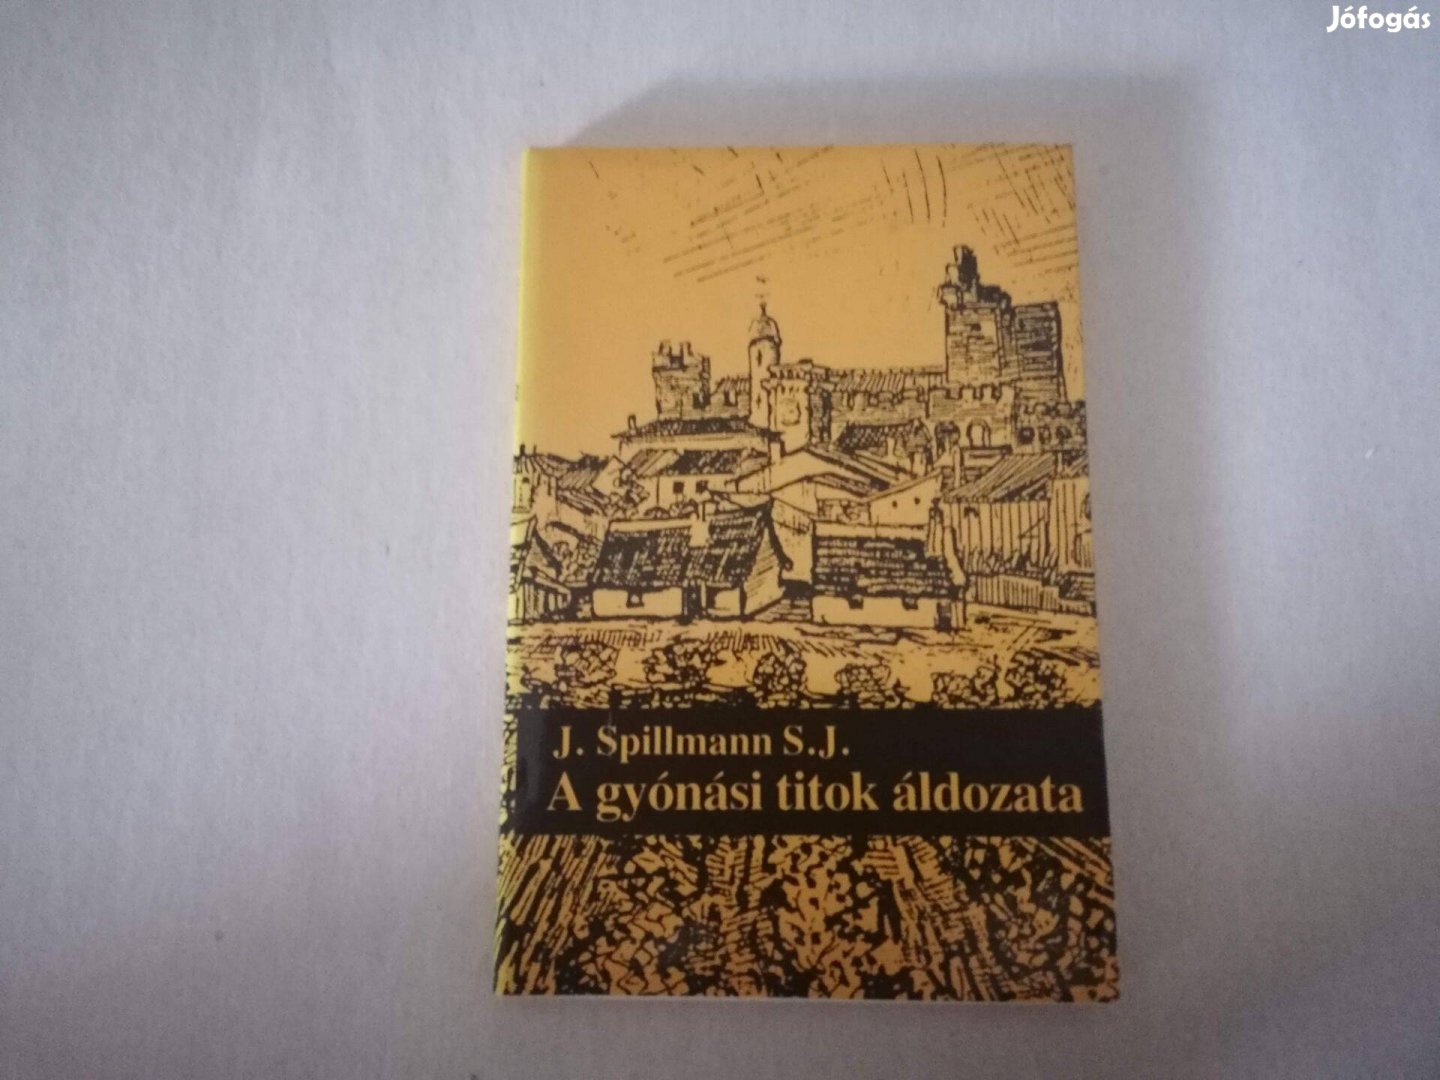 Jófogás
J. Spillmann S.J.
A gyónási titok áldozata